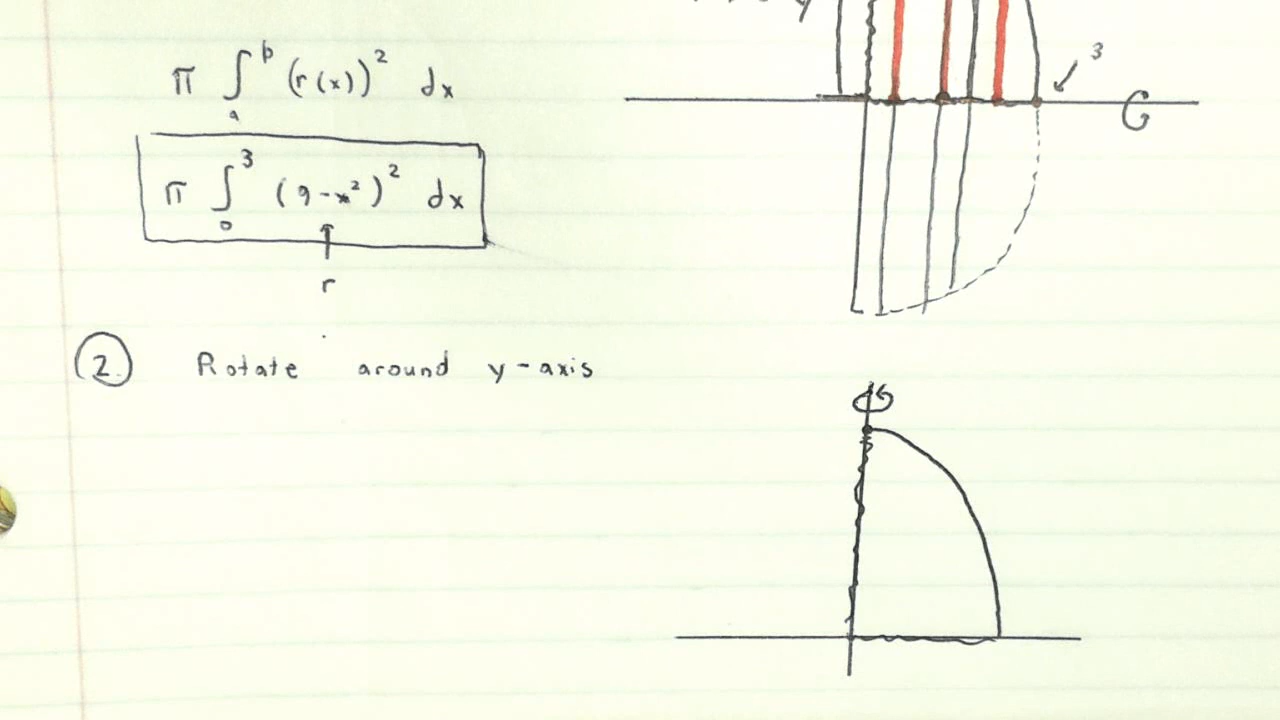 π ∫ₐᵇ (r(x))² dx
3
π ∫₀³ (9-x²)² dx
r
② Rotate around y-axis